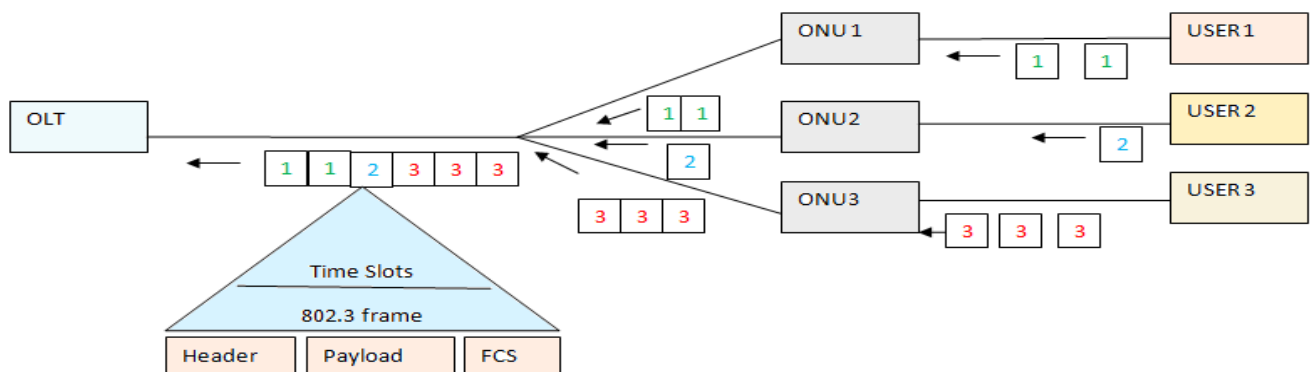 ONU 1
USER 1
1 1
1 1
OLT
ONU2
USER 2
2
2
1 1 2 3 3 3
ONU3
USER 3
3 3 3
3 3 3
Time Slots
802.3 frame
Header Payload FCS